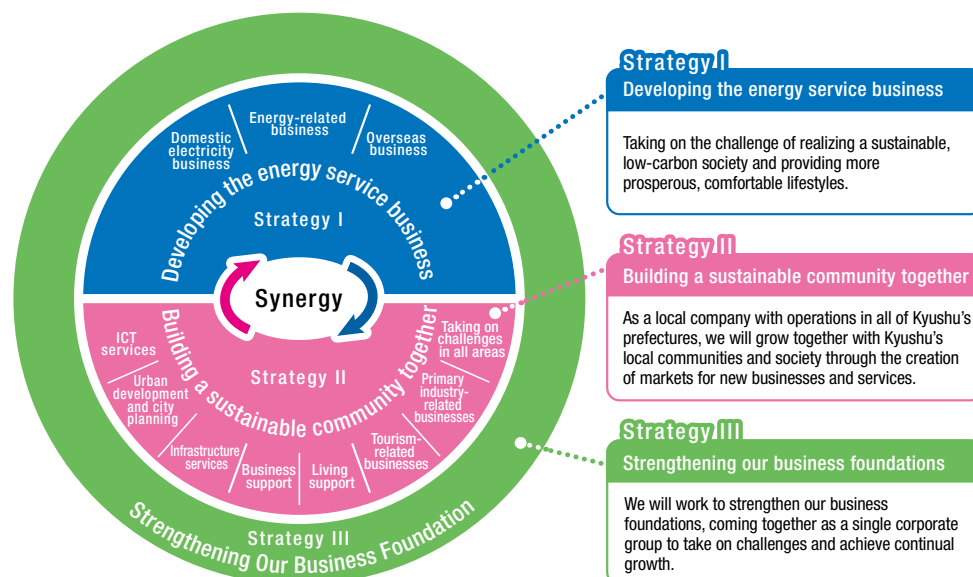 Domestic
electricity
business
Energy-related
business
Overseas
business
Developing the energy service business
Strategy I
Synergy
Strategy II
Building a sustainable community together
ICT
services
Urban
development
and city
planning
Infrastructure
services
Business
support
Living
support
Tourism-
related
businesses
Primary
industry-
related
businesses
Taking on
challenges
in all areas
Strategy III
Strengthening Our Business Foundation
Strategy I
Developing the energy service business
Taking on the challenge of realizing a sustainable,
low-carbon society and providing more
prosperous, comfortable lifestyles.
Strategy II
Building a sustainable community together
As a local company with operations in all of Kyushu’s
prefectures, we will grow together with Kyushu’s
local communities and society through the creation
of markets for new businesses and services.
Strategy III
Strengthening our business foundations
We will work to strengthen our business
foundations, coming together as a single corporate
group to take on challenges and achieve continual
growth.